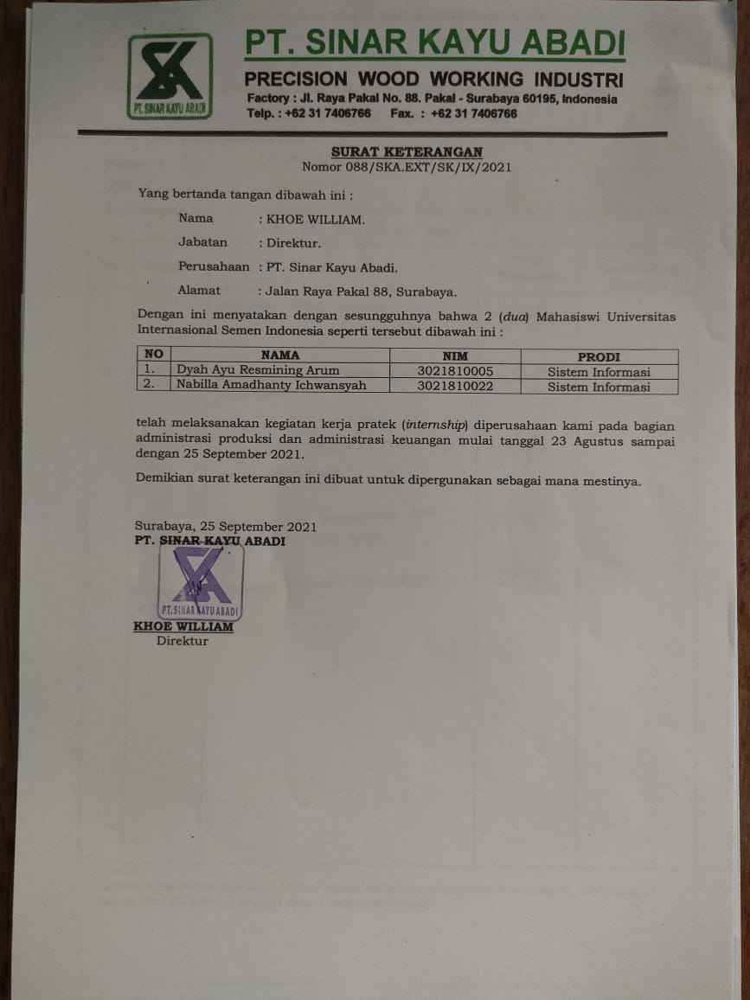 PT. SINAR KAYU ABADI
PT. SINAR KAYU ABADI
PRECISION WOOD WORKING INDUSTRI
Factory : Jl. Raya Pakal No. 88. Pakal - Surabaya 60195, Indonesia
Telp. : +62 31 7406766 Fax. : +62 31 7406766
SURAT KETERANGAN
Nomor 088/SKA.EXT/SK/IX/2021
Yang bertanda tangan dibawah ini :
Nama : KHOE WILLIAM.
Jabatan : Direktur.
Perusahaan : PT. Sinar Kayu Abadi.
Alamat : Jalan Raya Pakal 88, Surabaya.
Dengan ini menyatakan dengan sesungguhnya bahwa 2 (dua) Mahasiswi Universitas
Internasional Semen Indonesia seperti tersebut dibawah ini :
NO NAMA NIM PRODI
1. Dyah Ayu Resmining Arum 3021810005 Sistem Informasi
2. Nabilla Amadhanty Ichwansyah 3021810022 Sistem Informasi
telah melaksanakan kegiatan kerja pratek (internship) diperusahaan kami pada bagian
administrasi produksi dan administrasi keuangan mulai tanggal 23 Agustus sampai
dengan 25 September 2021.
Demikian surat keterangan ini dibuat untuk dipergunakan sebagai mana mestinya.
Surabaya, 25 September 2021
PT. SINAR KAYU ABADI
PT. SINAR KAYU ABADI
KHOE WILLIAM
Direktur